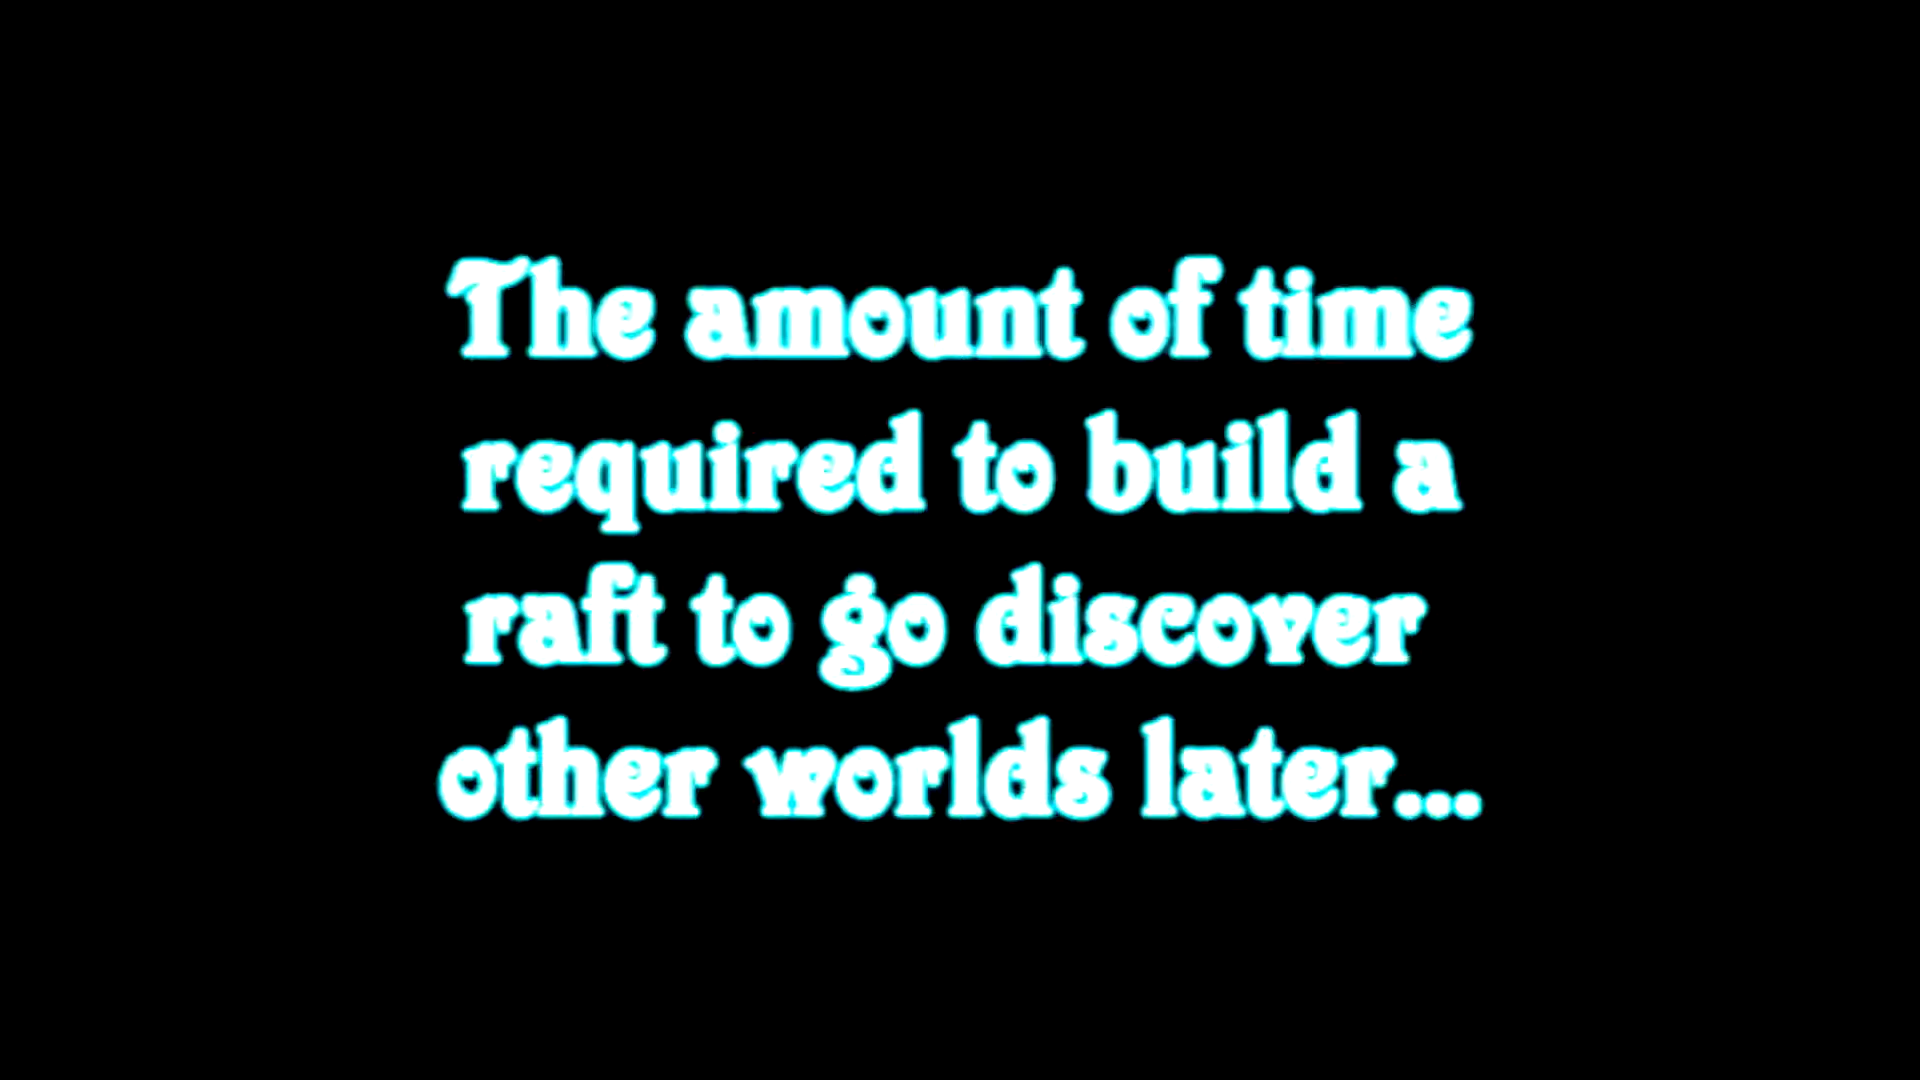 The amount of time
required to build a
raft to go discover
other worlds later...